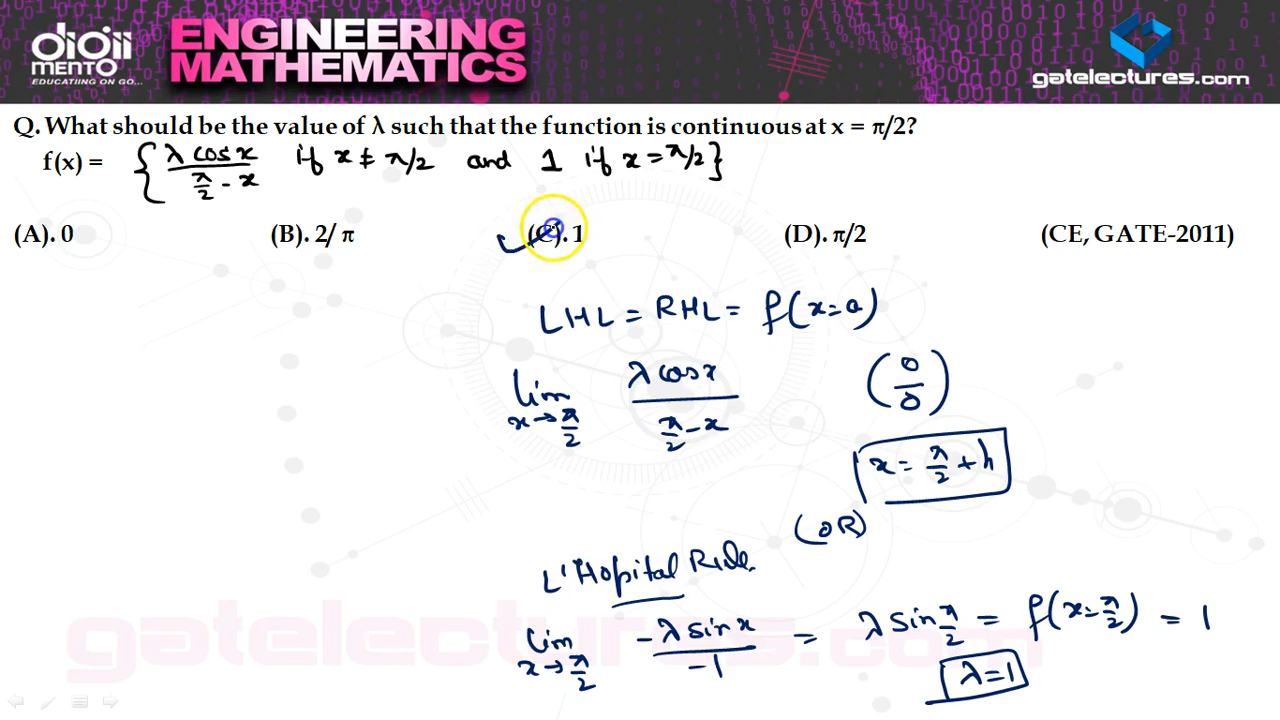 digii MENTO EDUCATIING ON GO...
ENGINEERING MATHEMATICS
gatelectures.com
Q. What should be the value of λ such that the function is continuous at x = π/2?
f(x) = { λ cos x / (π/2 - x) if x ≠ π/2 and 1 if x = π/2 }
(A). 0 (B). 2/ π (C). 1 (D). π/2 (CE, GATE-2011)
LHL = RHL = f(x=a)
lim x→π/2 λ cos x / (π/2 - x) (0/0)
x = π/2 + h
(OR)
L'Hopital Rule
lim x→π/2 -λ sin x / -1 = λ sin π/2 = f(x=π/2) = 1
λ = 1
gatelectures.com